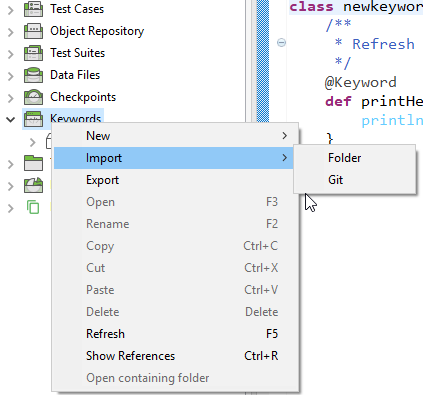 Test Cases
Object Repository
Test Suites
Data Files
Checkpoints
Keywords
New
Import
Export
Open F3
Rename F2
Copy Ctrl+C
Cut Ctrl+X
Paste Ctrl+V
Delete Delete
Refresh F5
Show References Ctrl+R
Open containing folder
Folder
Git
class newkeyword
/**
* Refresh
*/
@Keyword
def printHe
println
}